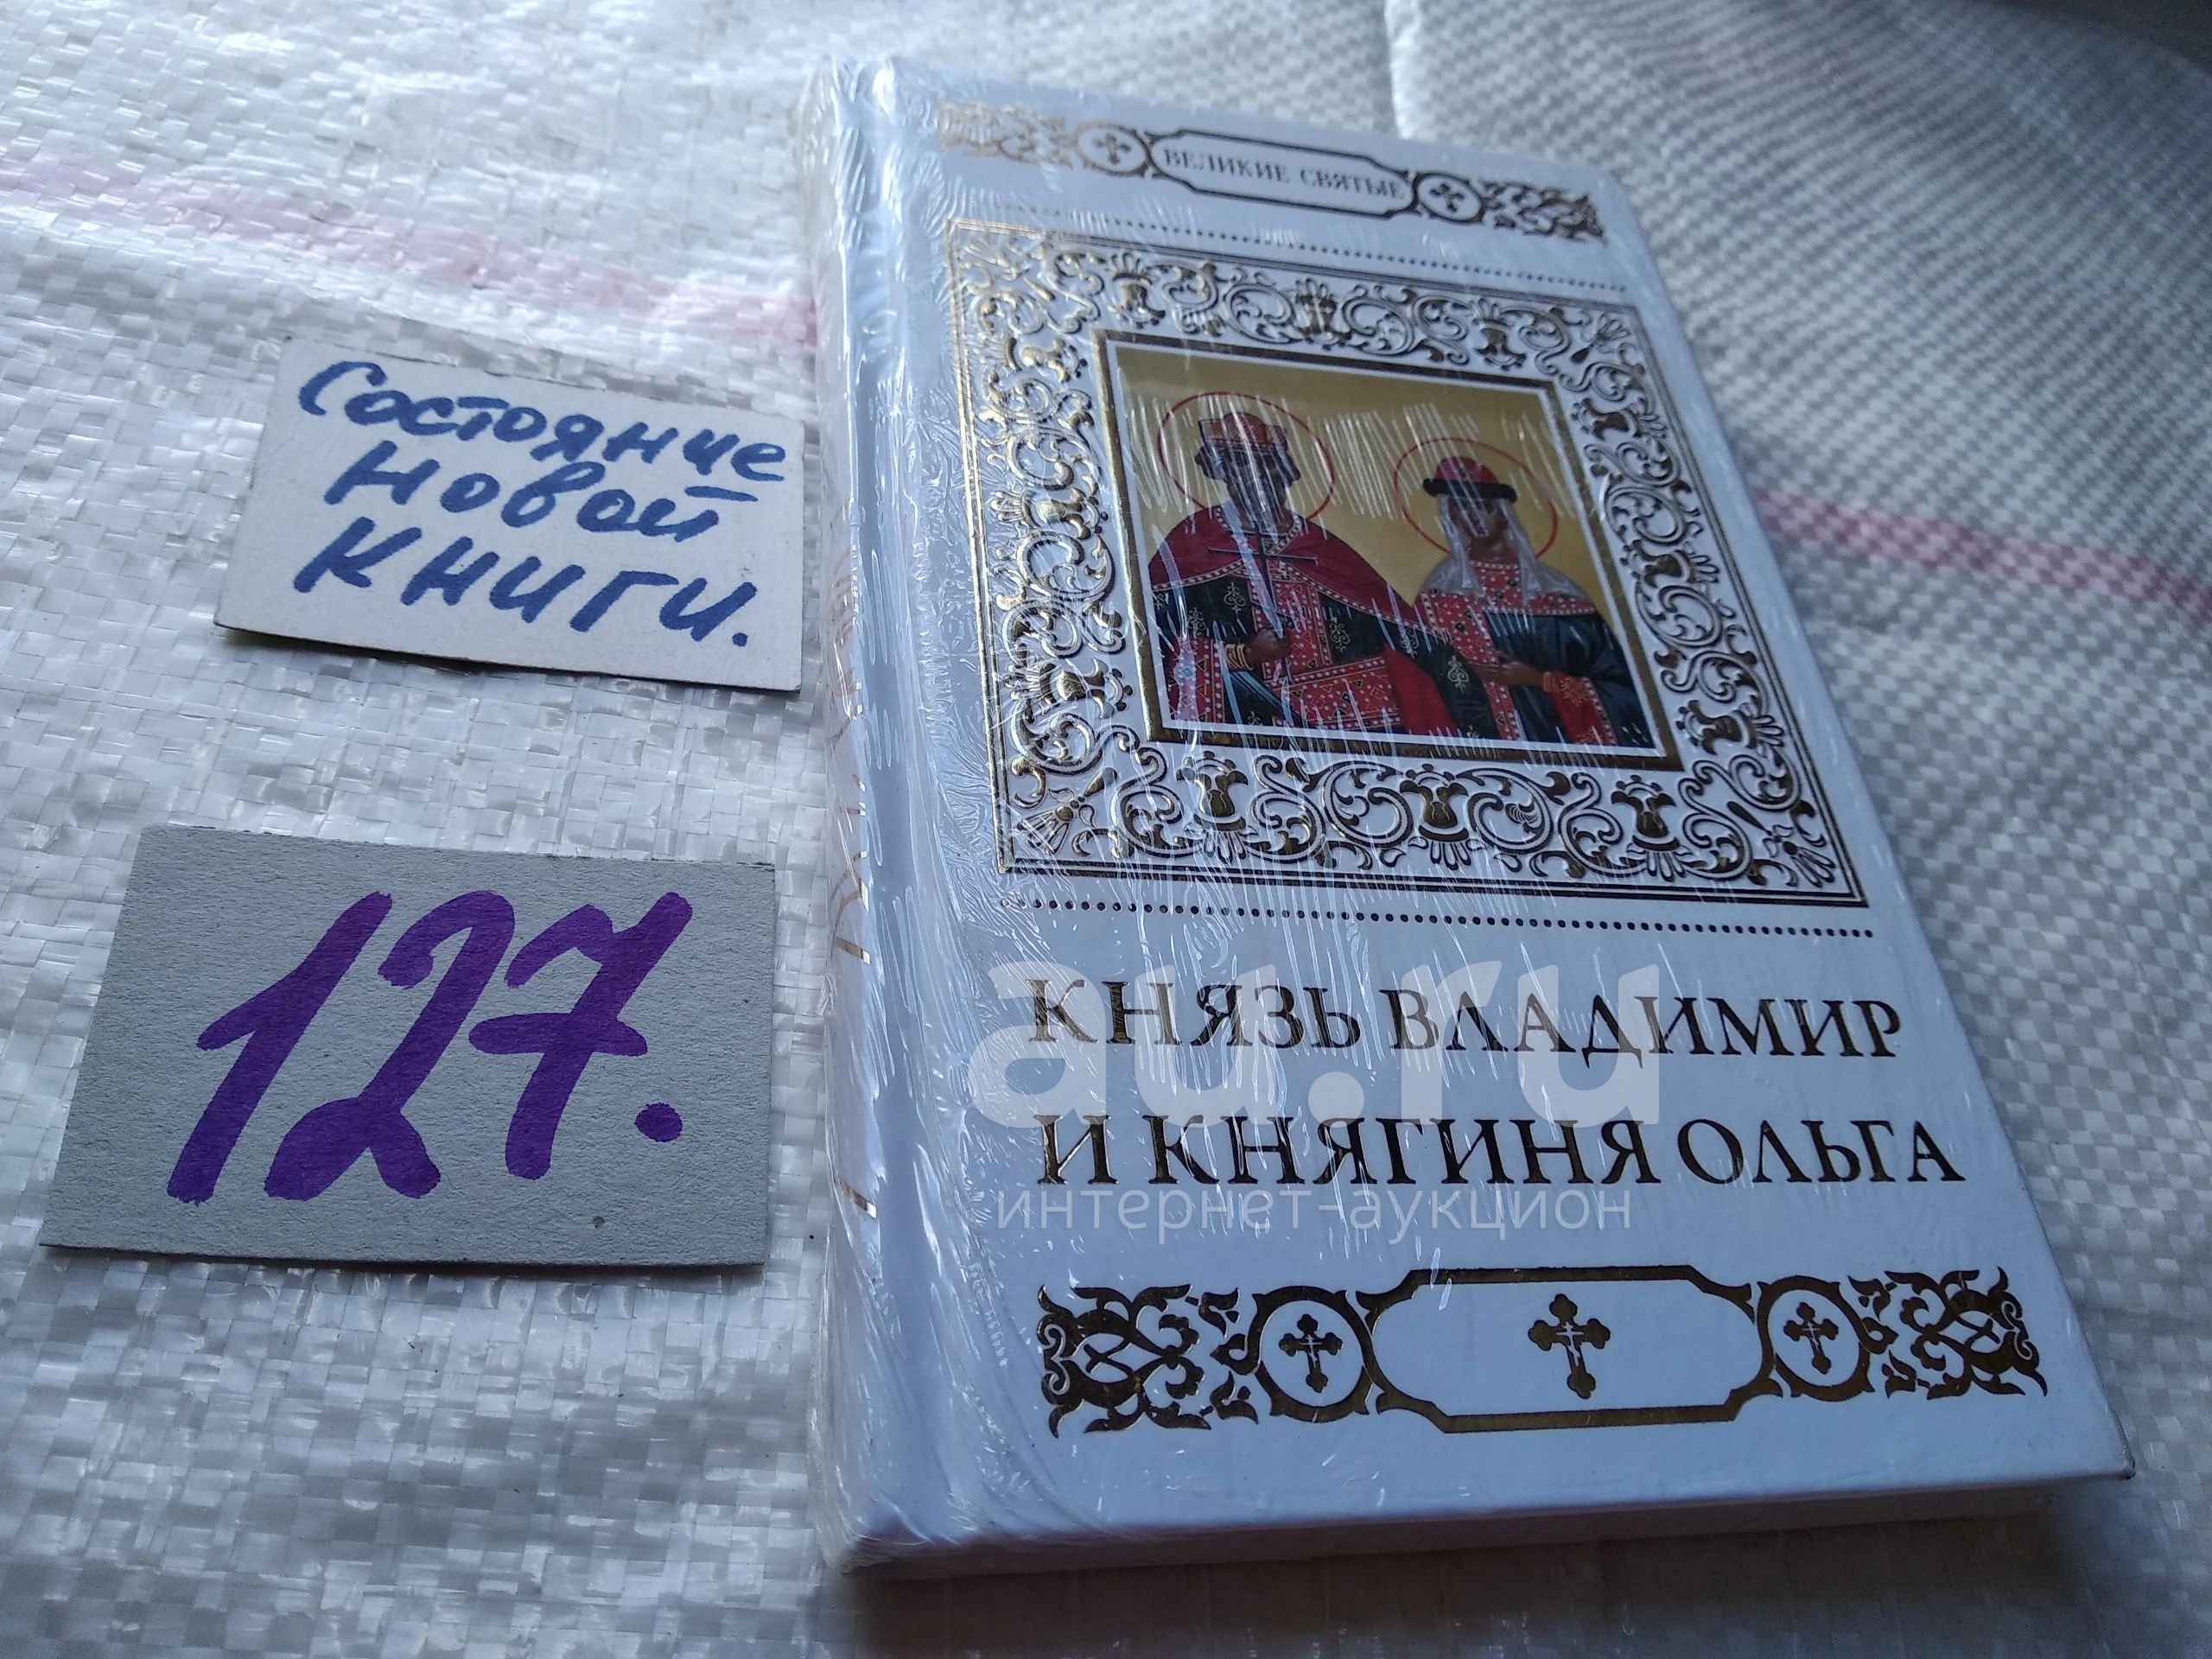 ВЕЛИКИЕ СВЯТЫЕ
Состояние
новой
книги.
127.
КНЯЗЬ ВЛАДИМИР
И КНЯГИНЯ ОЛЬГА
au.ru
интернет-аукцион